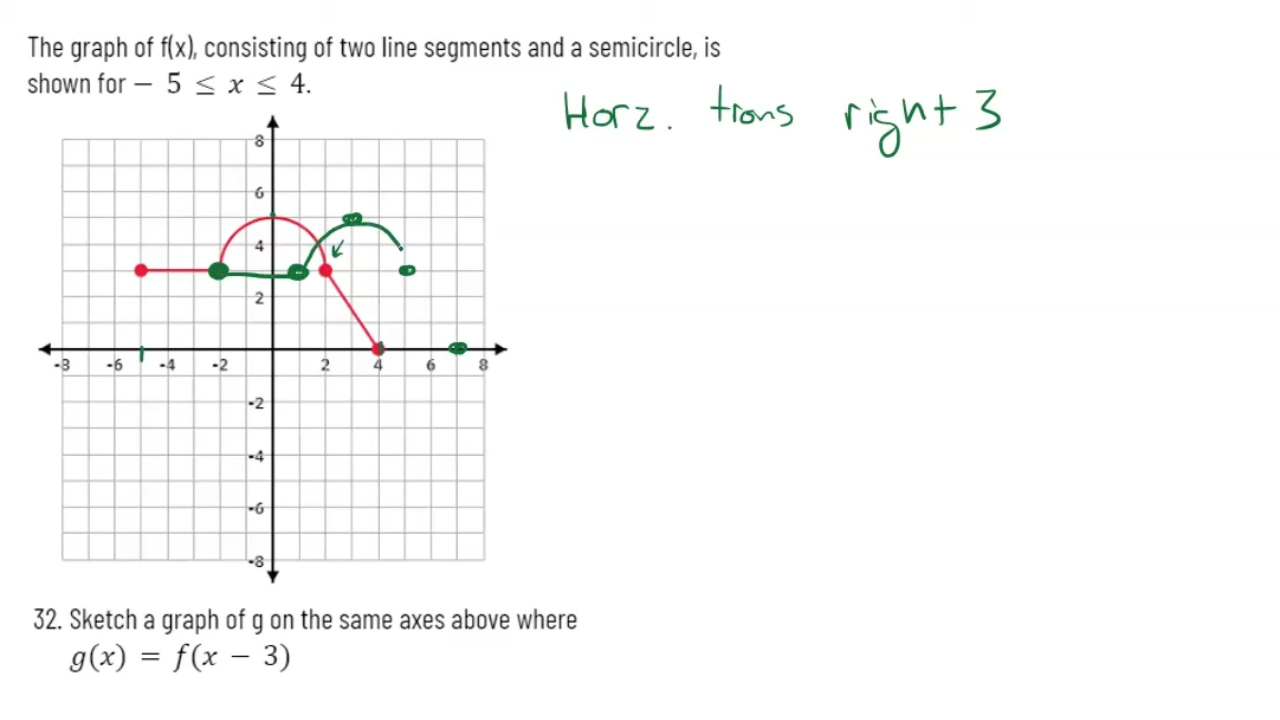 The graph of f(x), consisting of two line segments and a semicircle, is
shown for − 5 ≤ x ≤ 4.
Horz. trans right 3
8
6
4
2
-8 -6 -4 -2 2 4 6 8
-2
-4
-6
-8
32. Sketch a graph of g on the same axes above where
g(x) = f(x − 3)